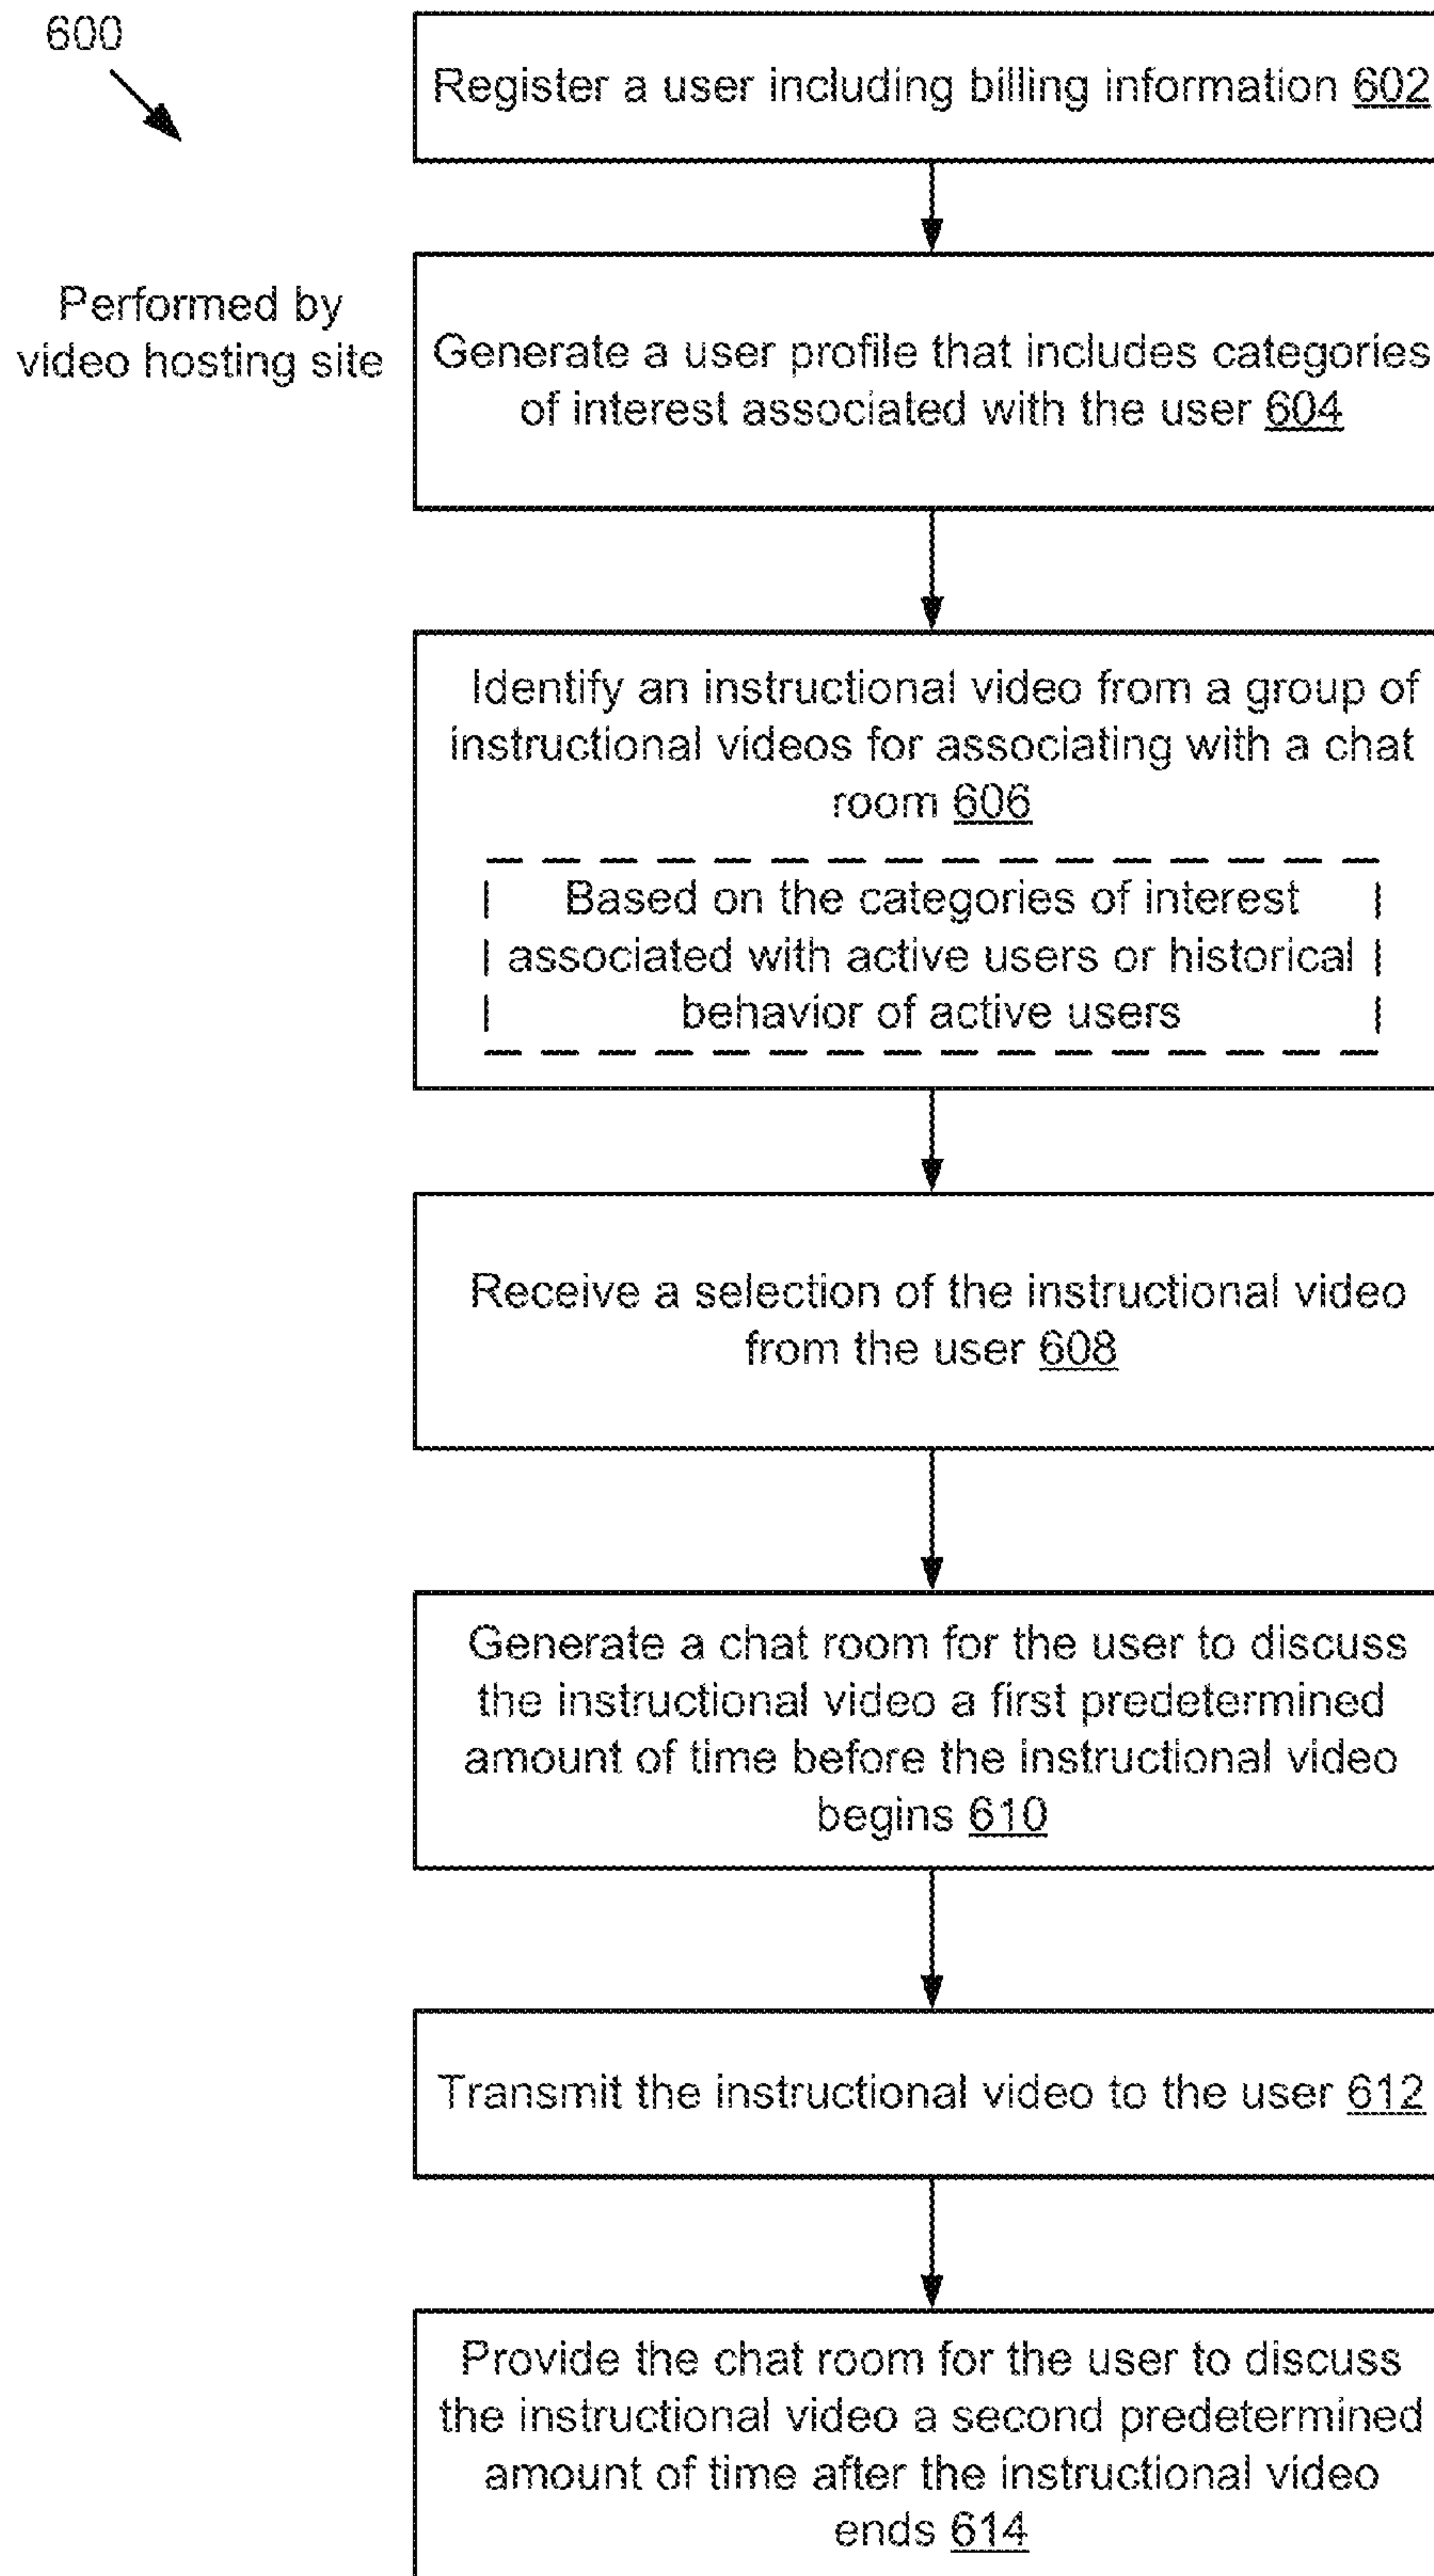 600
Register a user including billing information 602
Performed by
video hosting site
Generate a user profile that includes categories
of interest associated with the user 604
Identify an instructional video from a group of
instructional videos for associating with a chat
room 606
Based on the categories of interest
associated with active users or historical
behavior of active users
Receive a selection of the instructional video
from the user 608
Generate a chat room for the user to discuss
the instructional video a first predetermined
amount of time before the instructional video
begins 610
Transmit the instructional video to the user 612
Provide the chat room for the user to discuss
the instructional video a second predetermined
amount of time after the instructional video
ends 614